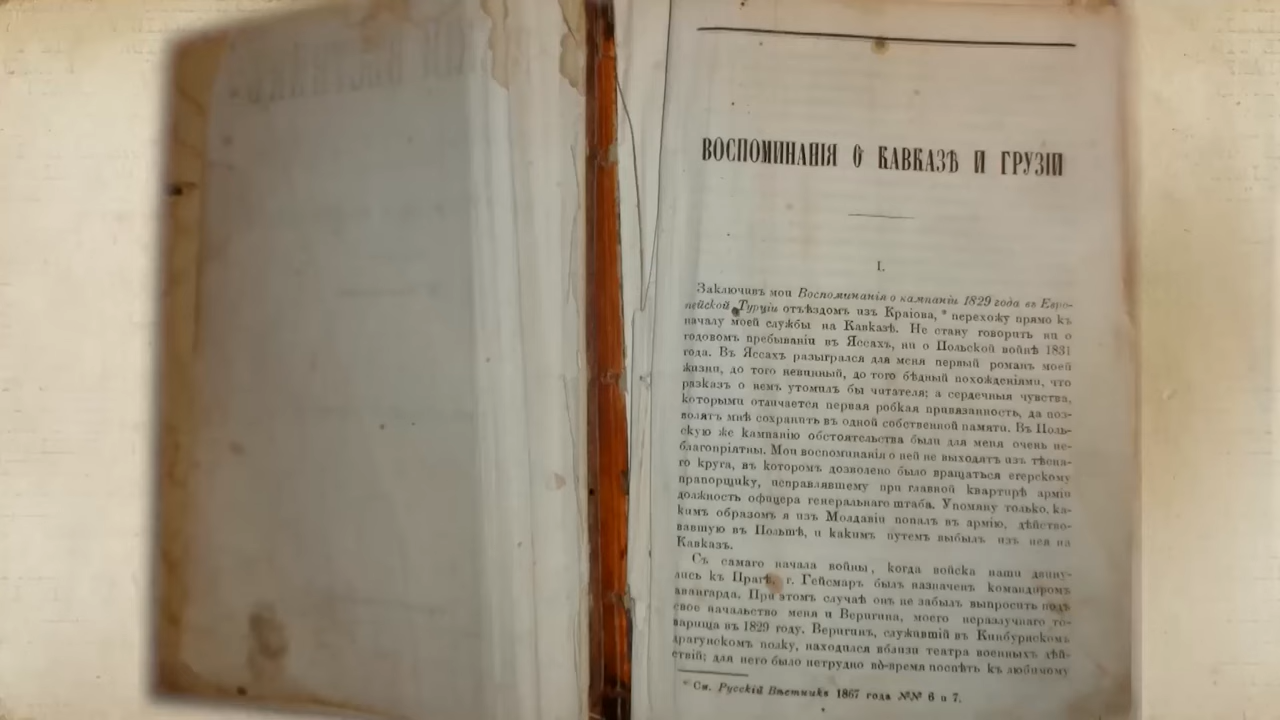 ВОСПОМИНАНІЯ О КАВКАЗѢ И ГРУЗІИ
I.
Заключивъ мои Воспоминанія о кампаніи 1829 года въ Евро-
пейской Турціи отъѣздомъ изъ Краіова, * перехожу прямо къ
началу моей службы на Кавказѣ. Не стану говорить ни о
годовомъ пребываніи въ Яссахъ, ни о Польской войнѣ 1831
года. Въ Яссахъ разыгрался для меня первый романъ моей
жизни, до того невинный, до того бѣдный похожденіями, что
разказъ о немъ утомилъ бы читателя; а сердечныя чувства,
которыми отличается первая робкая привязанность, да поз-
волятъ мнѣ сохранить въ одной собственной памяти. Въ Поль-
скую же кампанію обстоятельства были для меня очень не-
благопріятны. Мои воспоминанія о ней не выходятъ изъ тѣсна-
го круга, въ которомъ дозволено было вращаться егерскому
прапорщику, исправлявшему при главной квартирѣ арміи
должность офицера генеральнаго штаба. Упомяну только, ка-
кимъ образомъ я изъ Молдавіи попалъ въ армію, дѣйство-
вавшую въ Польшѣ, и какимъ путемъ выбылъ изъ нея на
Кавказъ.
Съ самаго начала войны, когда войска наши двину-
лись къ Прагѣ, г. Гейсмаръ былъ назначенъ командиромъ
авангарда. При этомъ случаѣ онъ не забылъ выпросить подъ
свое начальство меня и Веригина, моего неразлучнаго то-
варища въ 1829 году. Веригинъ, служившій въ Кинбурнскомъ
драгунскомъ полку, находился вблизи театра военныхъ дѣй-
ствій; для него было нетрудно во-время поспѣть къ любимому
* См. Русскій Вѣстникъ 1867 года №№ 6 и 7.